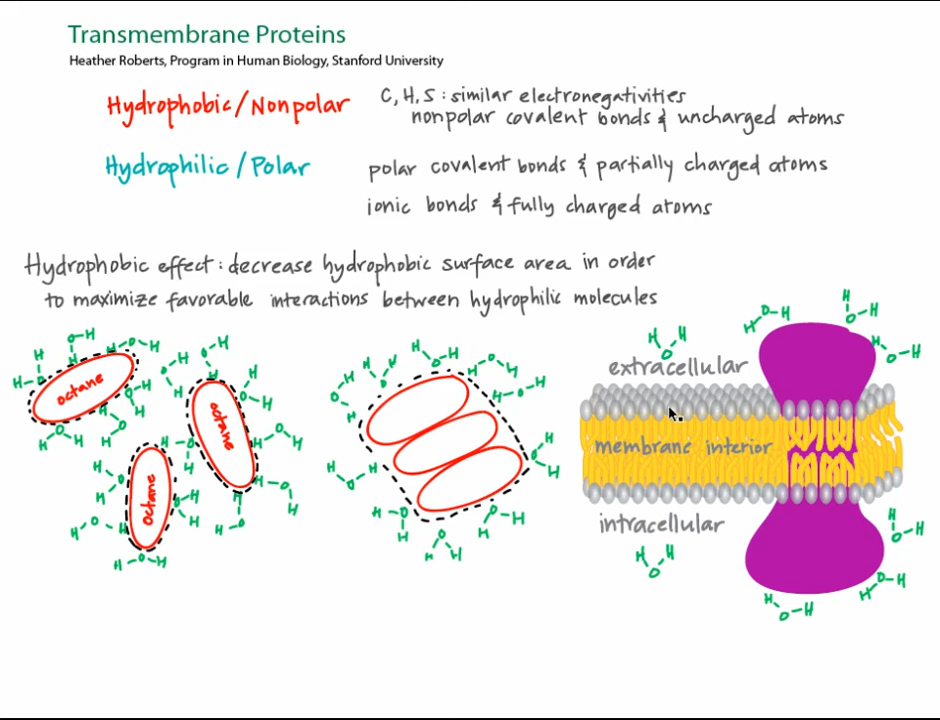 Transmembrane Proteins
Heather Roberts, Program in Human Biology, Stanford University
Hydrophobic/Nonpolar
C, H, S : similar electronegativities
nonpolar covalent bonds & uncharged atoms
Hydrophilic/Polar
polar covalent bonds & partially charged atoms
ionic bonds & fully charged atoms
Hydrophobic effect : decrease hydrophobic surface area in order
to maximize favorable interactions between hydrophilic molecules
octane
octane
octane
extracellular
membrane interior
intracellular